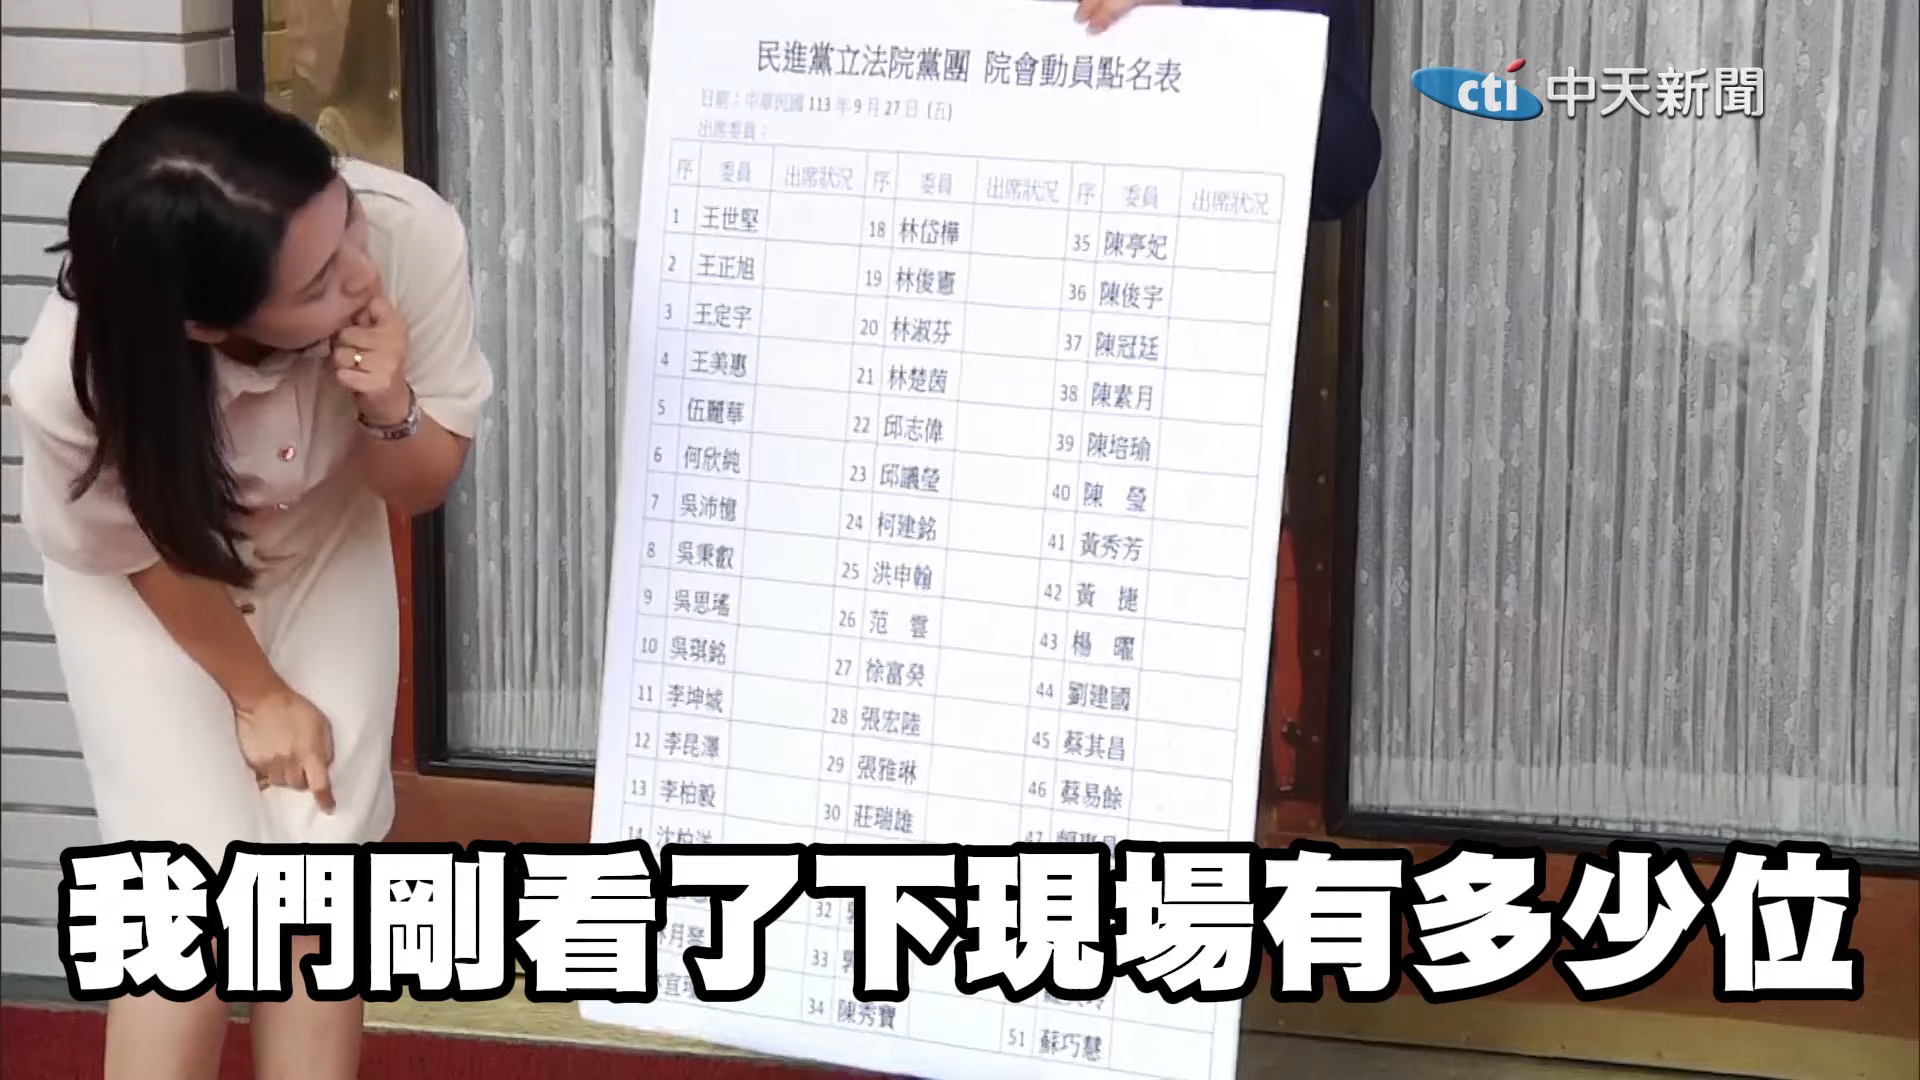 民進黨立法院黨團 院會動員點名表
cti 中天新聞
日期：中華民國 113 年 9 月 27 日 (五)
出席委員：
序 委員 出席狀況 序 委員 出席狀況 序 委員 出席狀況
1 王世堅 18 林岱樺 35 陳亭妃
2 王正旭 19 林俊憲 36 陳俊宇
3 王定宇 20 林淑芬 37 陳冠廷
4 王美惠 21 林楚茵 38 陳素月
5 伍麗華 22 邱志偉 39 陳培瑜
6 何欣純 23 邱議瑩 40 陳 瑩
7 吳沛憶 24 柯建銘 41 黃秀芳
8 吳秉叡 25 洪申翰 42 黃 捷
9 吳思瑤 26 范 雲 43 楊 曜
10 吳琪銘 27 徐富癸 44 劉建國
11 李坤城 28 張宏陸 45 蔡其昌
12 李昆澤 29 張雅琳 46 蔡易餘
13 李柏毅 30 莊瑞雄 47
14 沈柏洋
32
月琴 33
宜瑾 34 陳秀寶 51 蘇巧慧
我們剛看了下現場有多少位